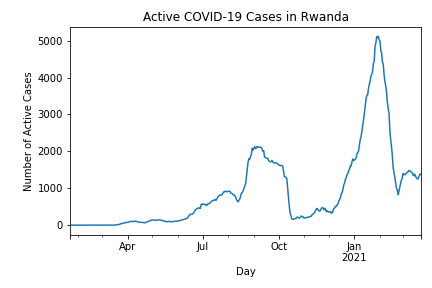 Active COVID-19 Cases in Rwanda
Number of Active Cases
5000
4000
3000
2000
1000
0
Apr
Jul
Oct
Jan
2021
Day